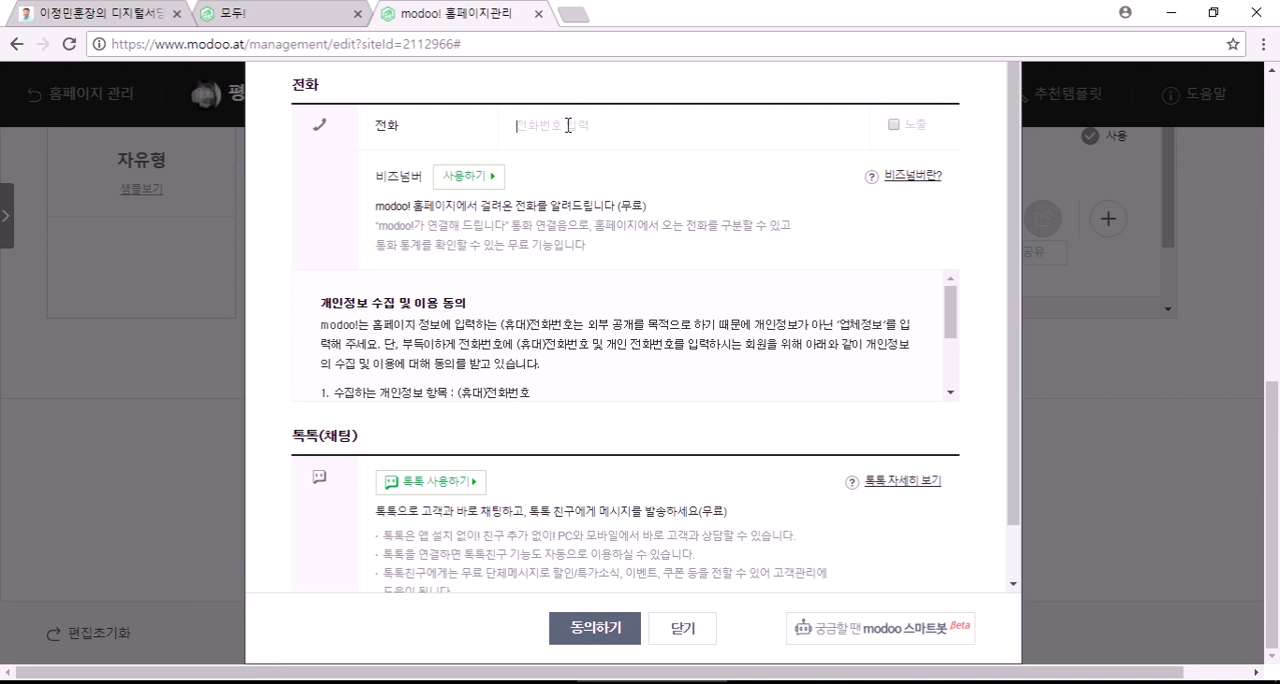 이정민훈장의 디지털서당
모두!
modoo! 홈페이지관리
https://www.modoo.at/management/edit?siteId=2112966#
홈페이지 관리
평
추천템플릿
도움말
자유형
샘플보기
사용
공유
편집초기화
전화
전화
전화번호 입력
노출
비즈넘버
사용하기
비즈넘버란?
modoo! 홈페이지에서 걸려온 전화를 알려드립니다 (무료)
"modoo!가 연결해 드립니다" 통화 연결음으로, 홈페이지에서 오는 전화를 구분할 수 있고
통화 통계를 확인할 수 있는 무료 기능입니다
개인정보 수집 및 이용 동의
modoo!는 홈페이지 정보에 입력하는 (휴대)전화번호는 외부 공개를 목적으로 하기 때문에 개인정보가 아닌 '업체정보'를 입
력해 주세요. 단, 부득이하게 전화번호에 (휴대)전화번호 및 개인 전화번호를 입력하시는 회원을 위해 아래와 같이 개인정보
의 수집 및 이용에 대해 동의를 받고 있습니다.
1. 수집하는 개인정보 항목 : (휴대)전화번호
톡톡(채팅)
톡톡 사용하기
톡톡 자세히 보기
톡톡으로 고객과 바로 채팅하고, 톡톡 친구에게 메시지를 발송하세요(무료)
· 톡톡은 앱 설치 없이! 친구 추가 없이! PC와 모바일에서 바로 고객과 상담할 수 있습니다.
· 톡톡을 연결하면 톡톡친구 기능도 자동으로 이용하실 수 있습니다.
· 톡톡친구에게는 무료 단체메시지로 할인/특가소식, 이벤트, 쿠폰 등을 전할 수 있어 고객관리에
도움이 됩니다.
동의하기
닫기
궁금할 땐 modoo 스마트봇 Beta